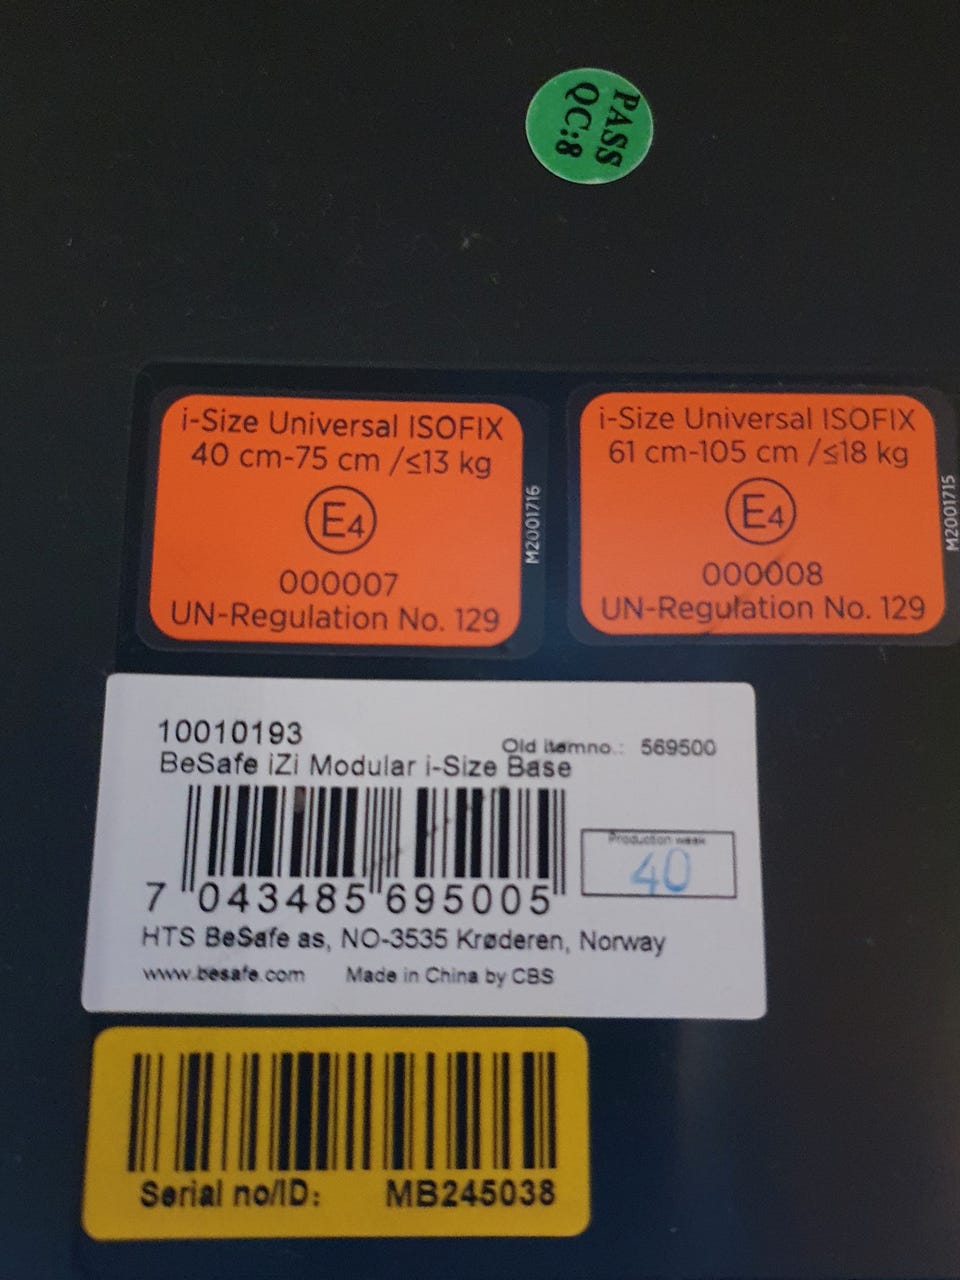 PASS
QC:8
i-Size Universal ISOFIX
40 cm-75 cm /≤13 kg
E4
000007
UN-Regulation No. 129
M2001716
i-Size Universal ISOFIX
61 cm-105 cm /≤18 kg
E4
000008
UN-Regulation No. 129
M2001715
10010193
Old itemno.: 569500
BeSafe iZi Modular i-Size Base
Production week
40
7 043485 695005
HTS BeSafe as, NO-3535 Krøderen, Norway
www.besafe.com Made in China by CBS
Serial no/ID: MB245038